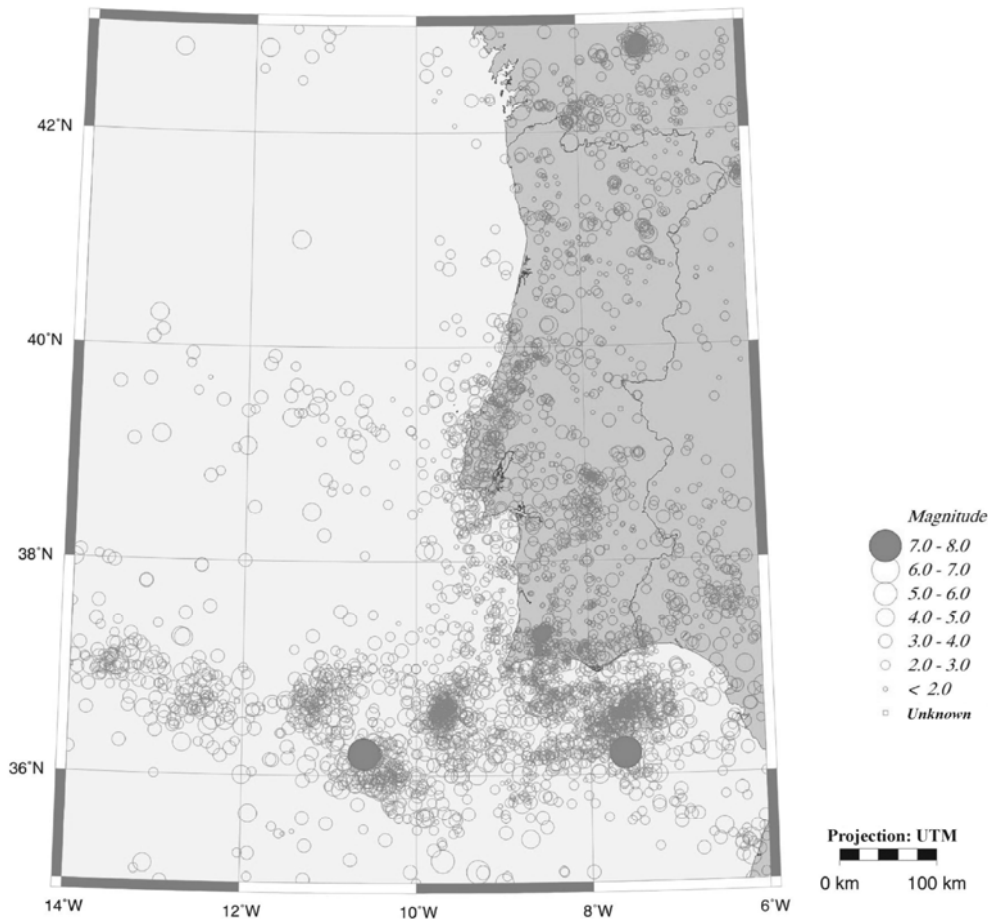 42°N
40°N
38°N
36°N
14°W
12°W
10°W
8°W
6°W
Magnitude
7.0 - 8.0
6.0 - 7.0
5.0 - 6.0
4.0 - 5.0
3.0 - 4.0
2.0 - 3.0
< 2.0
Unknown
Projection: UTM
0 km 100 km